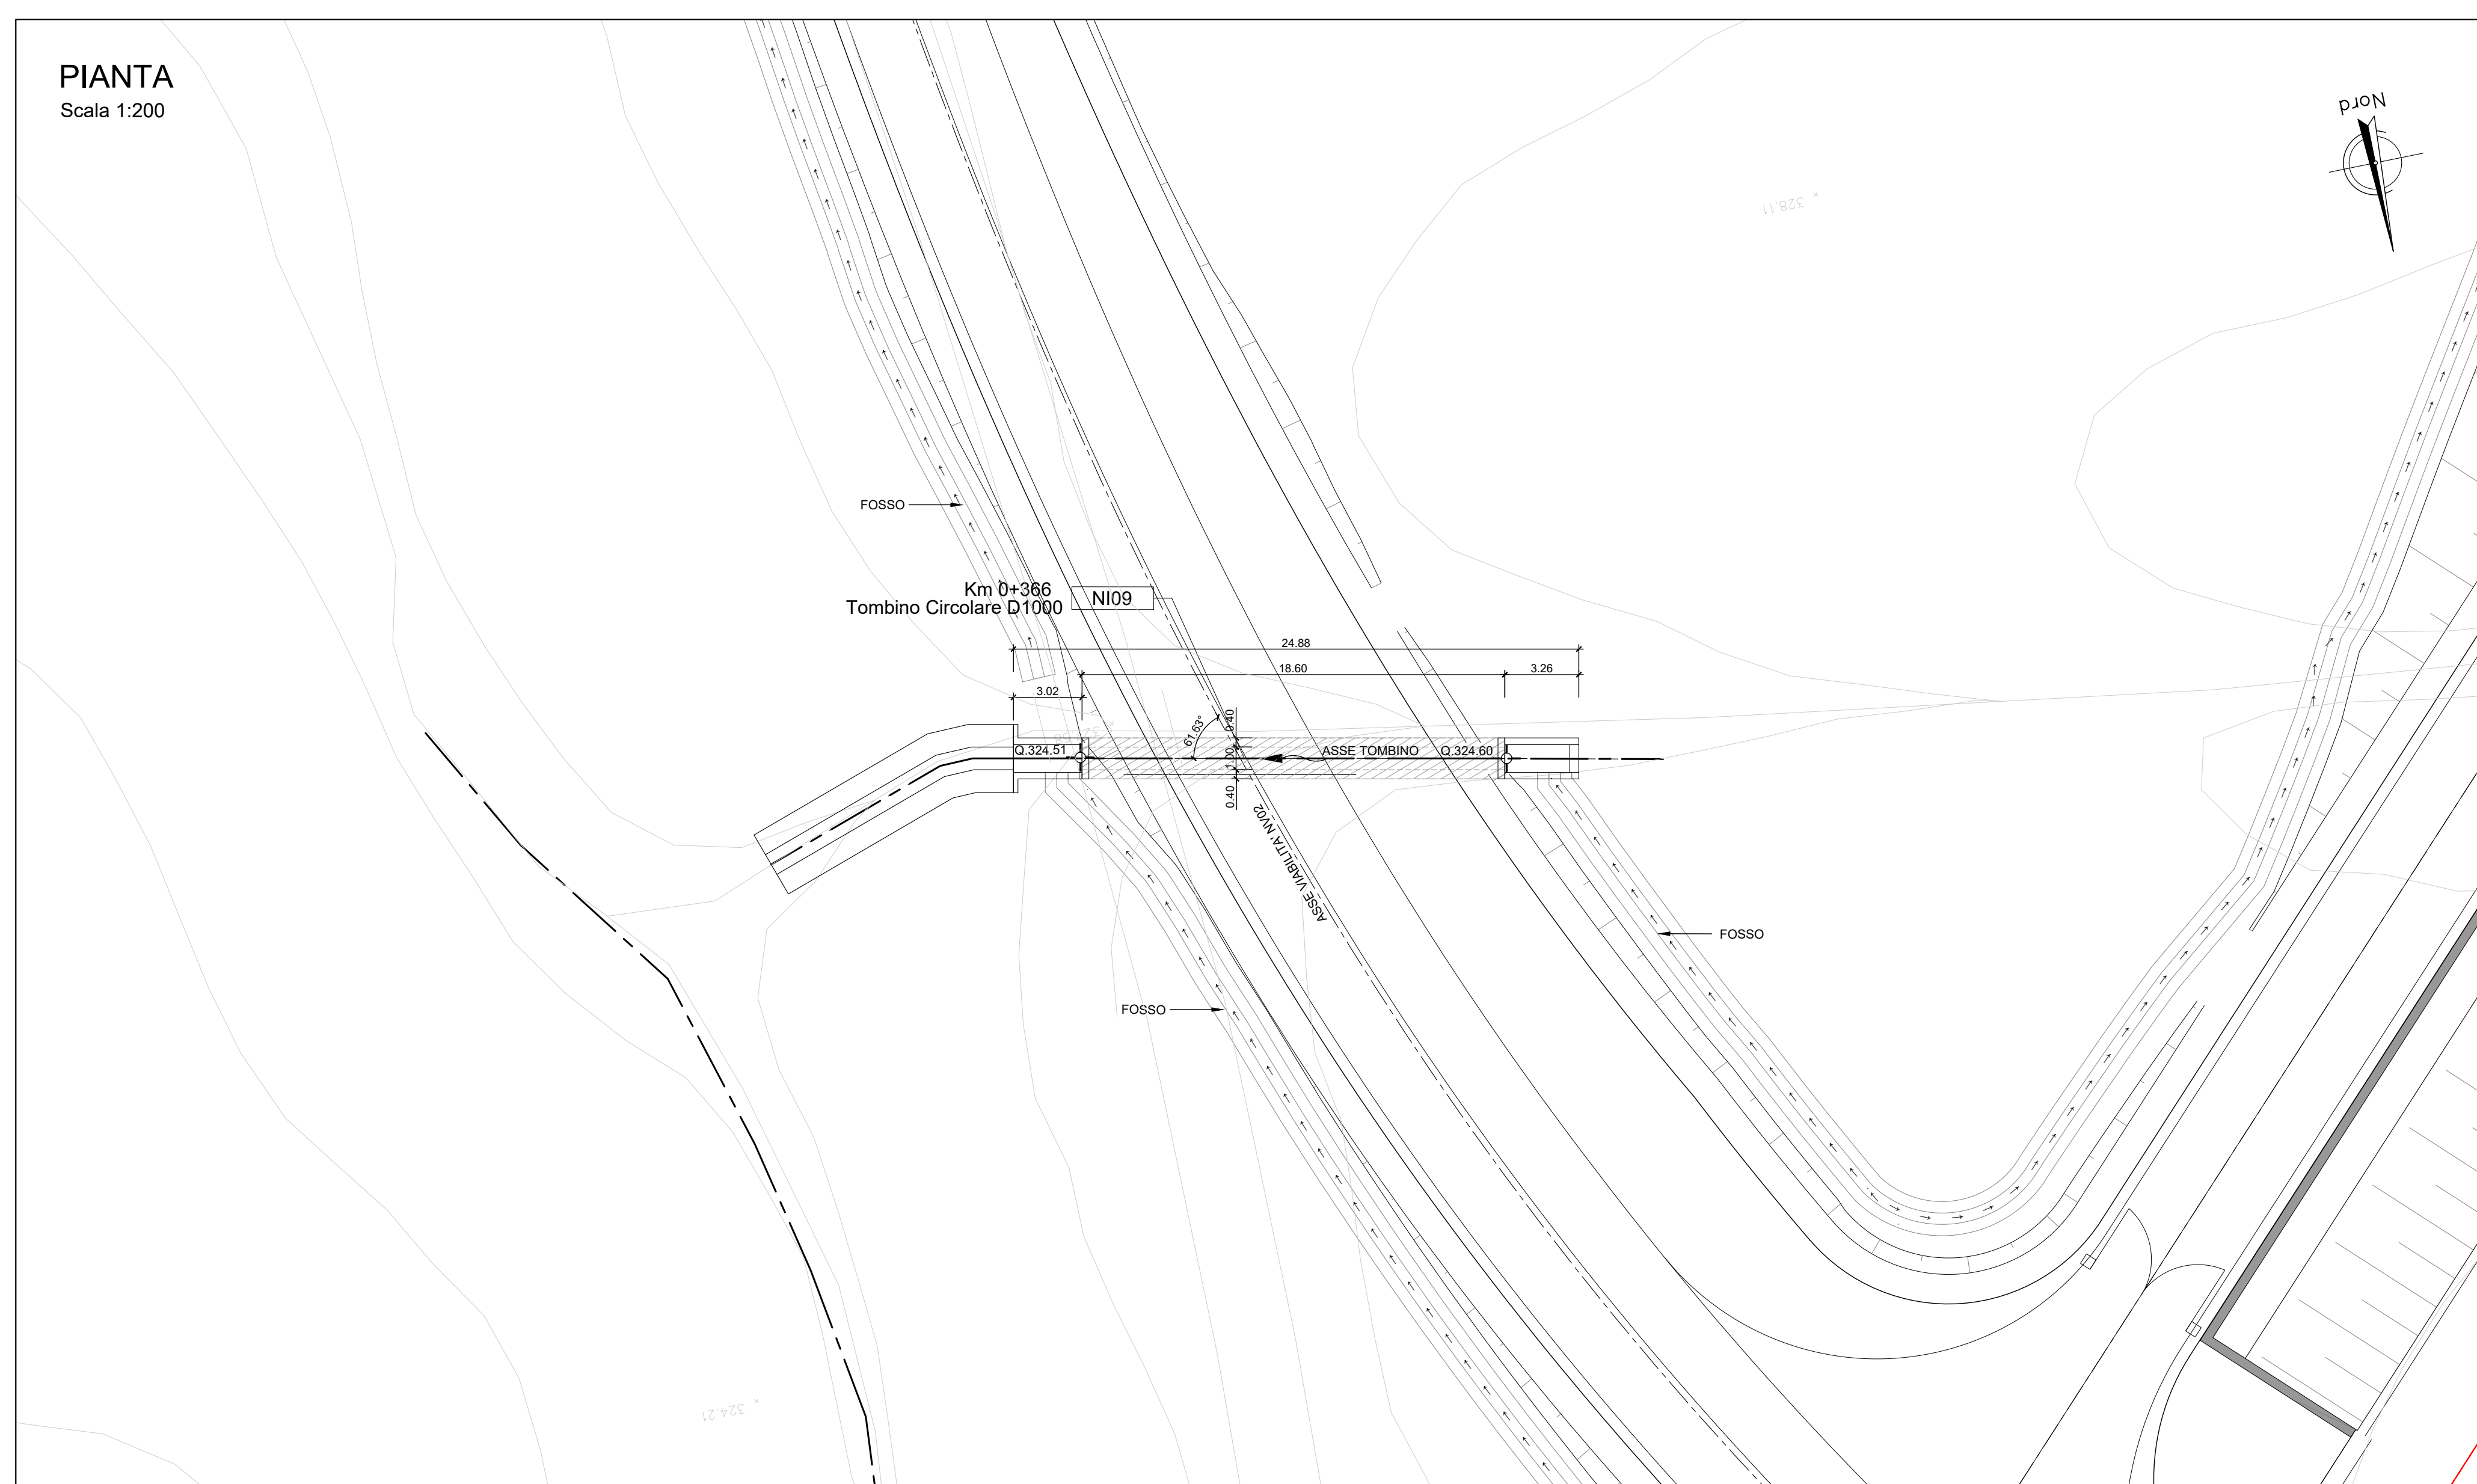 PIANTA
Scala 1:200
Nord
328.11
FOSSO
Km 0+366
Tombino Circolare D1000
NI09
24.88
18.60
3.26
3.02
61.63°
0.40
1.00
0.40
Q.324.51
ASSE TOMBINO
Q.324.60
ASSE VIABILITA' NV02
FOSSO
FOSSO
324.21